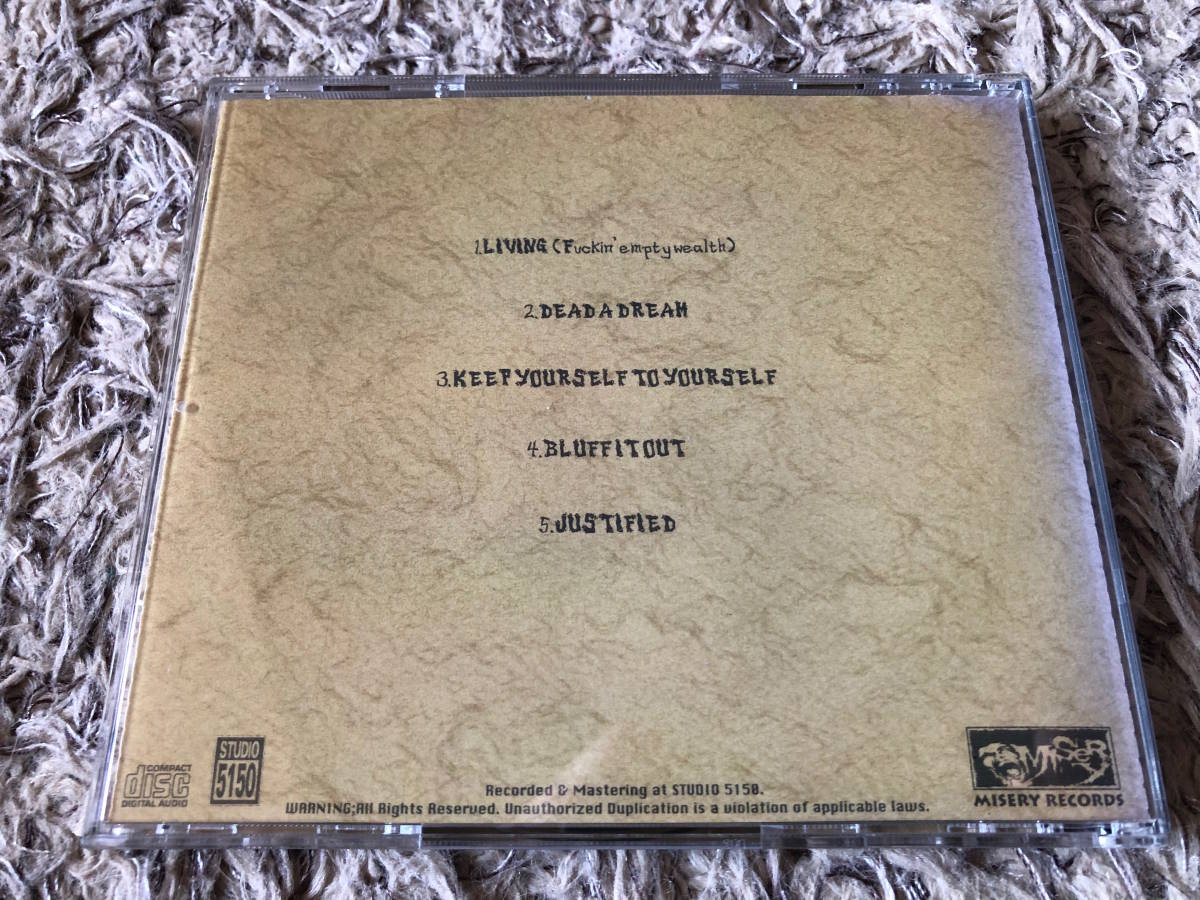 1.LIVING (Fuckin' empty wealth)
2.DEAD A DREAM
3.KEEP YOURSELF TO YOURSELF
4.BLUFF IT OUT
5.JUSTIFIED
COMPACT
disc
DIGITAL AUDIO
STUDIO
5150
Recorded & Mastering at STUDIO 5150.
WARNING;All Rights Reserved. Unauthorized Duplication is a violation of applicable laws.
MISERY RECORDS